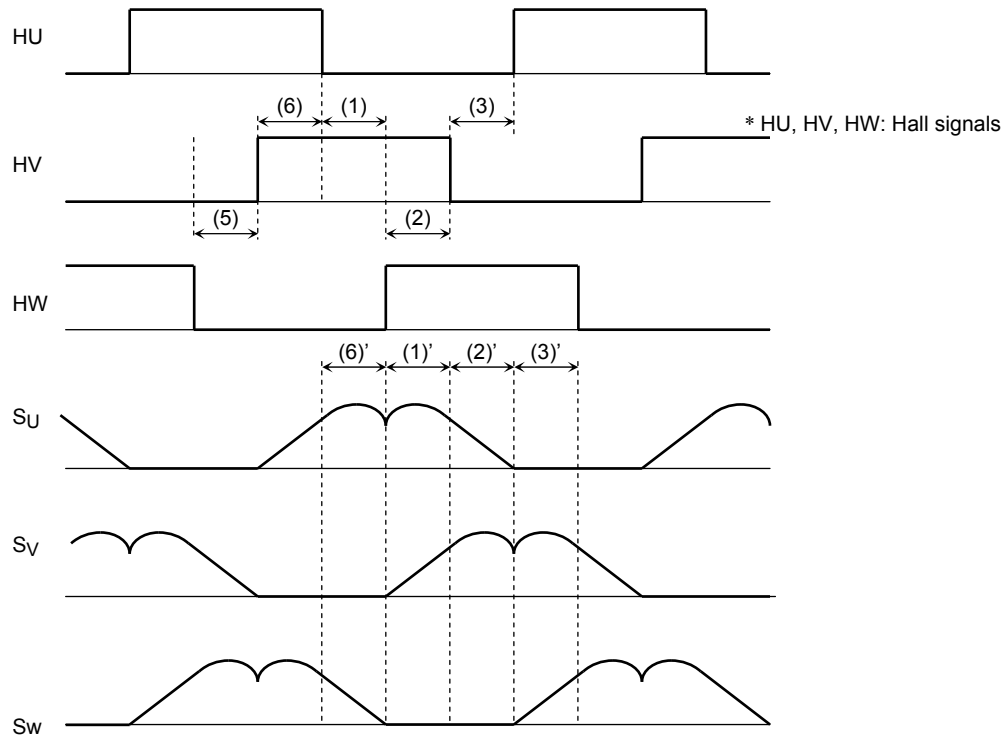 HU
(6) (1) (3)
* HU, HV, HW: Hall signals
HV
(5) (2)
HW
(6)’ (1)’ (2)’ (3)’
SU
SV
SW